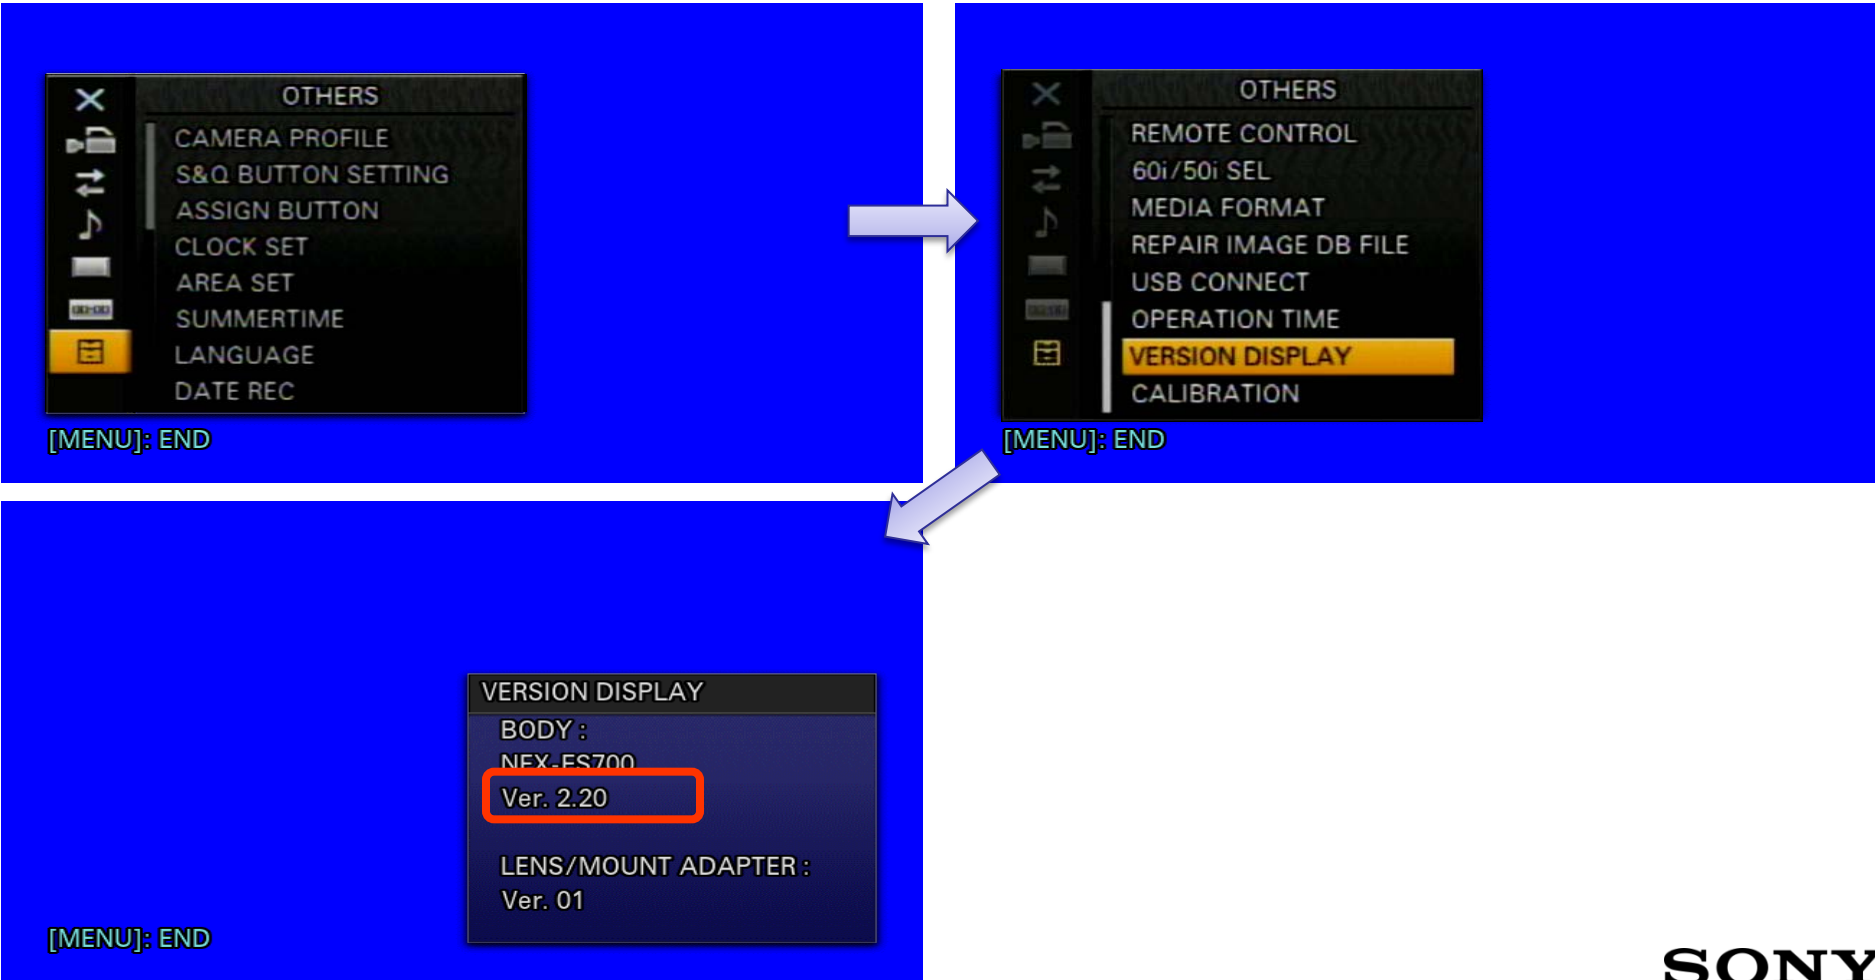 OTHERS
CAMERA PROFILE
S&Q BUTTON SETTING
ASSIGN BUTTON
CLOCK SET
AREA SET
SUMMERTIME
LANGUAGE
DATE REC
[MENU]: END
OTHERS
REMOTE CONTROL
60i/50i SEL
MEDIA FORMAT
REPAIR IMAGE DB FILE
USB CONNECT
OPERATION TIME
VERSION DISPLAY
CALIBRATION
[MENU]: END
VERSION DISPLAY
BODY :
NEX-FS700
Ver. 2.20
LENS/MOUNT ADAPTER :
Ver. 01
[MENU]: END
SONY